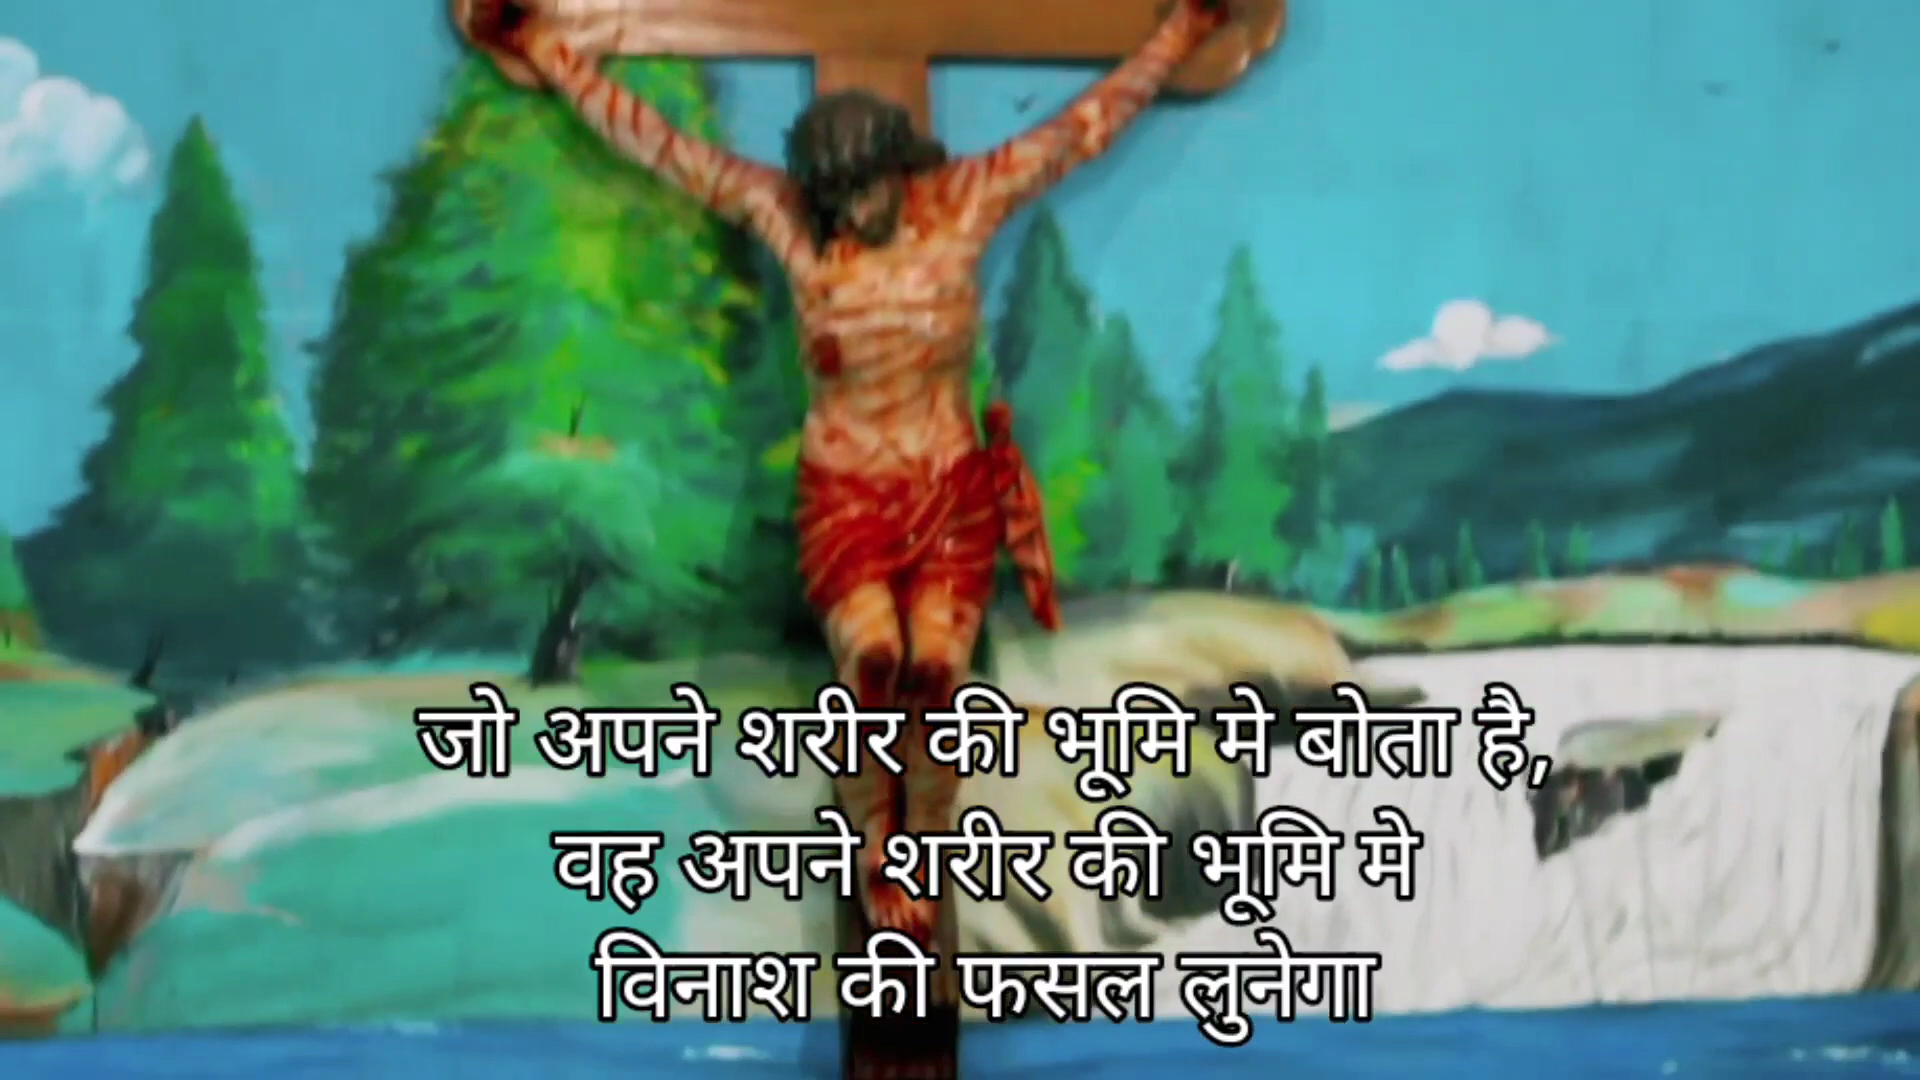 जो अपने शरीर की भूमि मे बोता है,
वह अपने शरीर की भूमि मे
विनाश की फसल लुनेगा